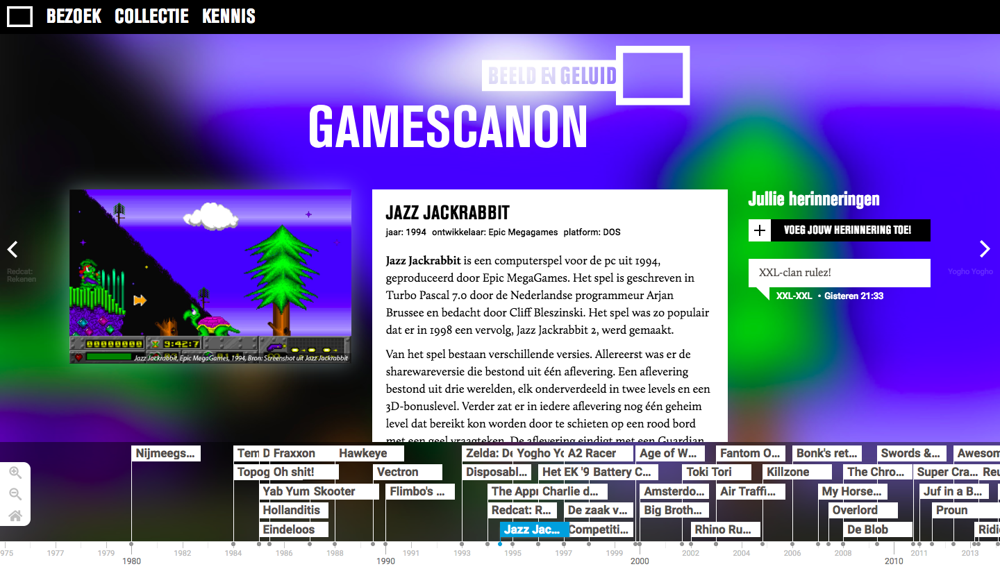 BEZOEK COLLECTIE KENNIS
BEELD EN GELUID
GAMESCANON
Redcat:
Rekenen
Yogho Yogho
00000000 9:42:7
Jazz Jackrabbit, Epic MegaGames, 1994, Bron: Screenshot uit Jazz Jackrabbit
JAZZ JACKRABBIT
jaar: 1994 ontwikkelaar: Epic Megagames platform: DOS
Jazz Jackrabbit is een computerspel voor de pc uit 1994,
geproduceerd door Epic MegaGames. Het spel is geschreven in
Turbo Pascal 7.0 door de Nederlandse programmeur Arjan
Brussee en bedacht door Cliff Bleszinski. Het spel was zo populair
dat er in 1998 een vervolg, Jazz Jackrabbit 2, werd gemaakt.
Van het spel bestaan verschillende versies. Allereerst was er de
sharewareversie die bestond uit één aflevering. Een aflevering
bestond uit drie werelden, elk onderverdeeld in twee levels en een
3D-bonuslevel. Verder zat er in iedere aflevering nog één geheim
level dat bereikt kon worden door te schieten op een rood bord
met een geel vraagteken. De aflevering eindigt met een Guardian
Jullie herinneringen
VOEG JOUW HERINNERING TOE!
XXL-clan rulez!
XXL-XXL • Gisteren 21:33
Nijmeegs... Tem D Fraxxon Hawkeye Zelda: De Yogho Yo A2 Racer Age of W... Fantom O... Bonk's ret... Swords &... Awesom
Topog Oh shit! Vectron Disposabl... Het EK '9 Battery C... Toki Tori Killzone The Chro... Super Cra... Reu
Yab Yum Skooter Flimbo's ... The Appr Charlie d... Amsterdo... Air Traffi... My Horse... Juf in a B...
Hollanditis Redcat: R... De zaak v... Big Broth... Overlord Proun
Eindeloos Jazz Jac... Competiti... Rhino Ru... De Blob Ridi
975 1977 1979 1982 1984 1986 1988 1991 1993 1995 1997 1999 2002 2004 2006 2008 2011 2013
1980 1990 2000 2010